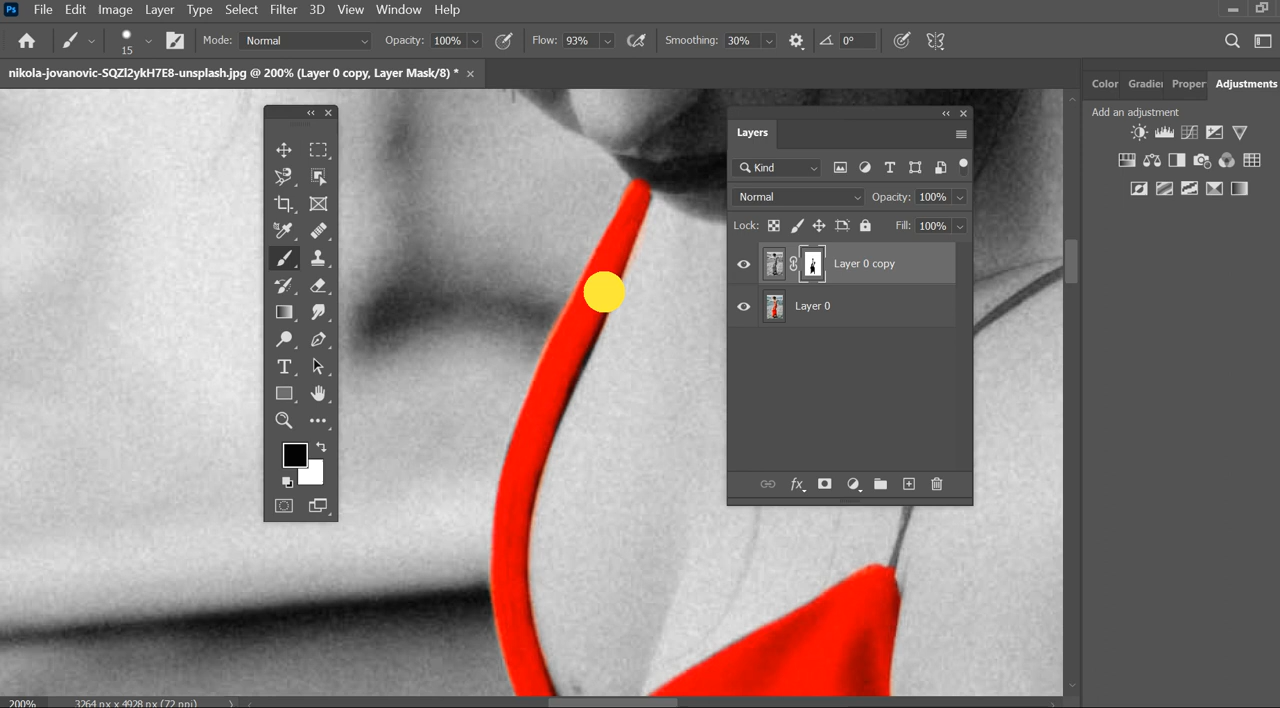 Ps File Edit Image Layer Type Select Filter 3D View Window Help
15 Mode: Normal Opacity: 100% Flow: 93% Smoothing: 30% 0°
nikola-jovanovic-SQZl2ykH7E8-unsplash.jpg @ 200% (Layer 0 copy, Layer Mask/8) * ×
Color Gradie Proper Adjustments
Add an adjustment
Layers
Kind
Normal Opacity: 100%
Lock: Fill: 100%
Layer 0 copy
Layer 0
fx
200% 3264 px x 4928 px (72 ppi)